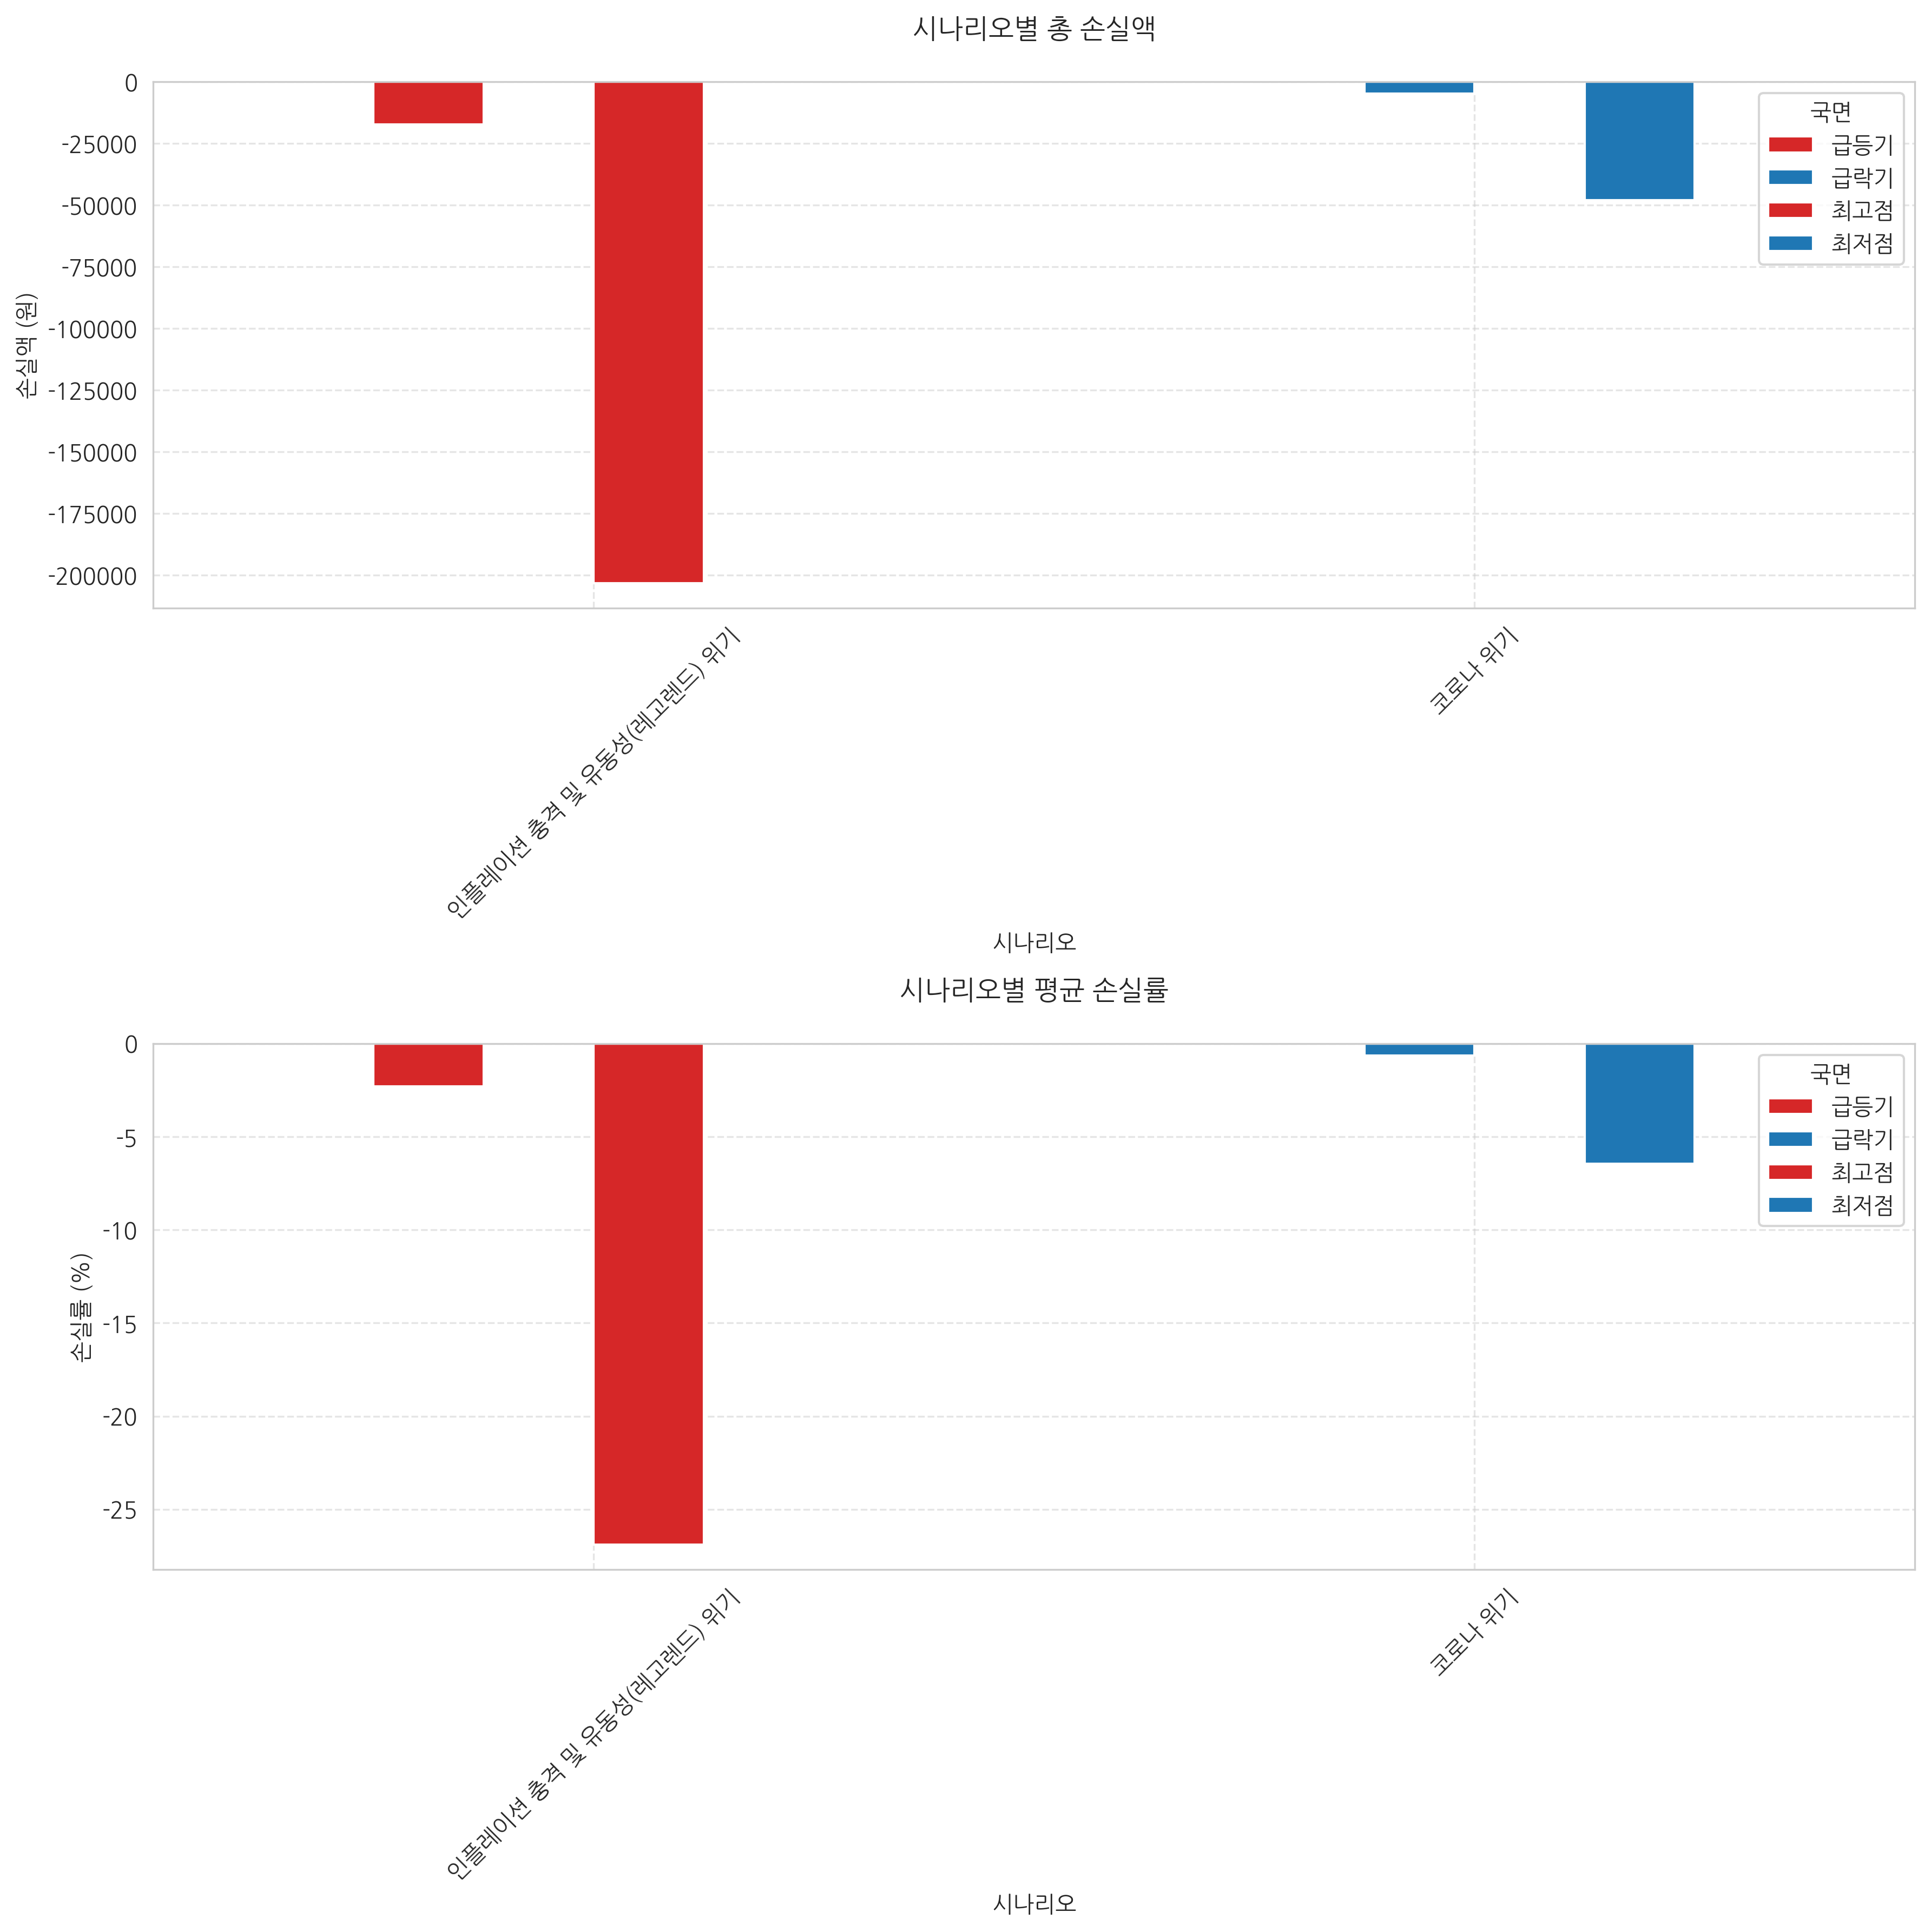 시나리오별 총 손실액
손실액 (원)
0
-25000
-50000
-75000
-100000
-125000
-150000
-175000
-200000
국면
급등기
급락기
최고점
최저점
인플레이션 충격 및 유동성(레고렌드) 위기
코로나 위기
시나리오
시나리오별 평균 손실률
손실률 (%)
0
-5
-10
-15
-20
-25
국면
급등기
급락기
최고점
최저점
인플레이션 충격 및 유동성(레고렌드) 위기
코로나 위기
시나리오